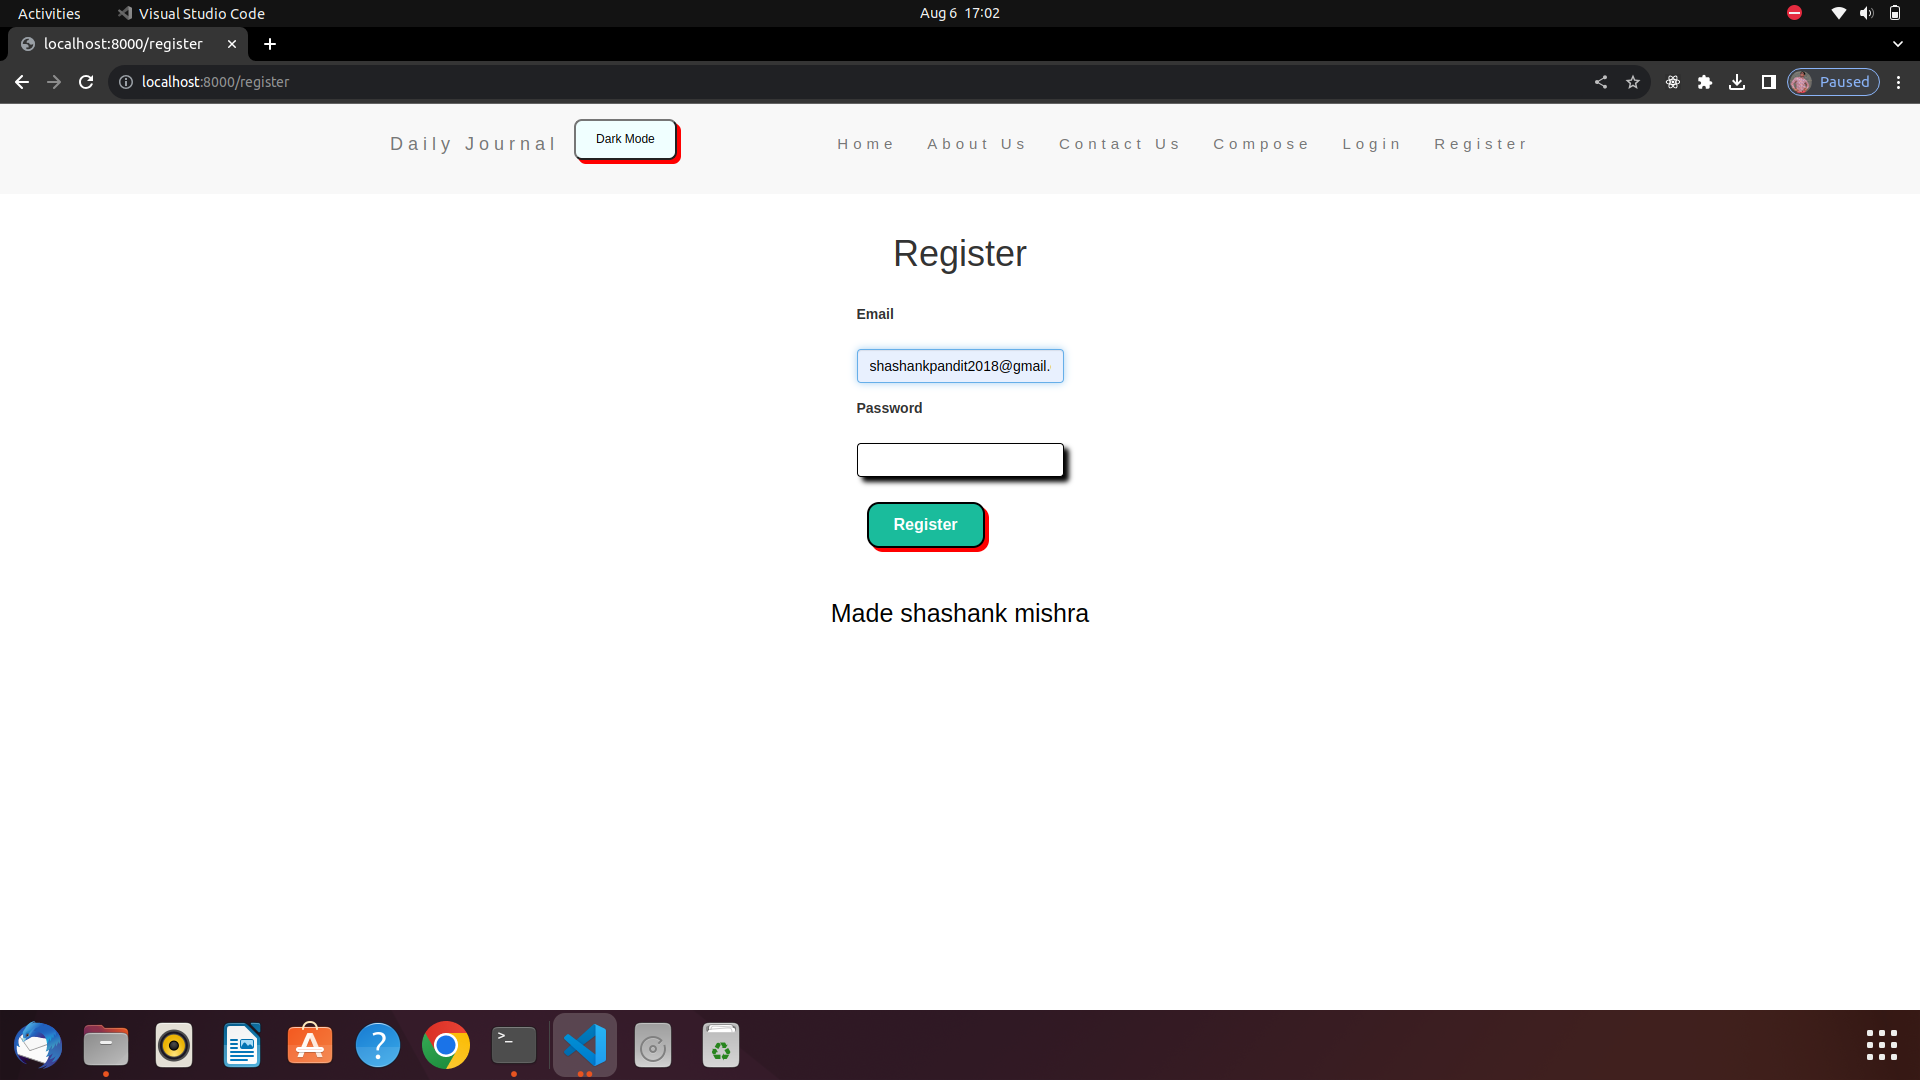 Activities
Visual Studio Code
Aug 6 17:02
localhost:8000/register
localhost:8000/register
Paused
Daily Journal
Dark Mode
Home
About Us
Contact Us
Compose
Login
Register
Register
Email
shashankpandit2018@gmail.
Password
Register
Made shashank mishra